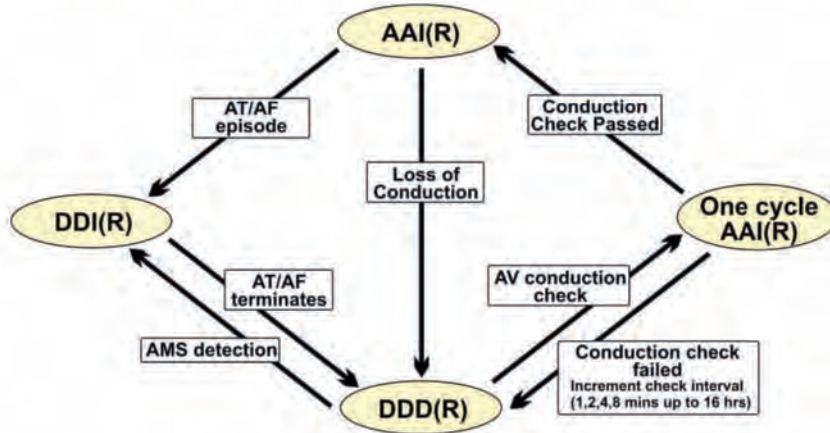 AAI(R)
AT/AF
episode
Conduction
Check Passed
Loss of
Conduction
DDI(R)
One cycle
AAI(R)
AT/AF
terminates
AV conduction
check
AMS detection
Conduction check
failed
Increment check interval
(1,2,4,8 mins up to 16 hrs)
DDD(R)